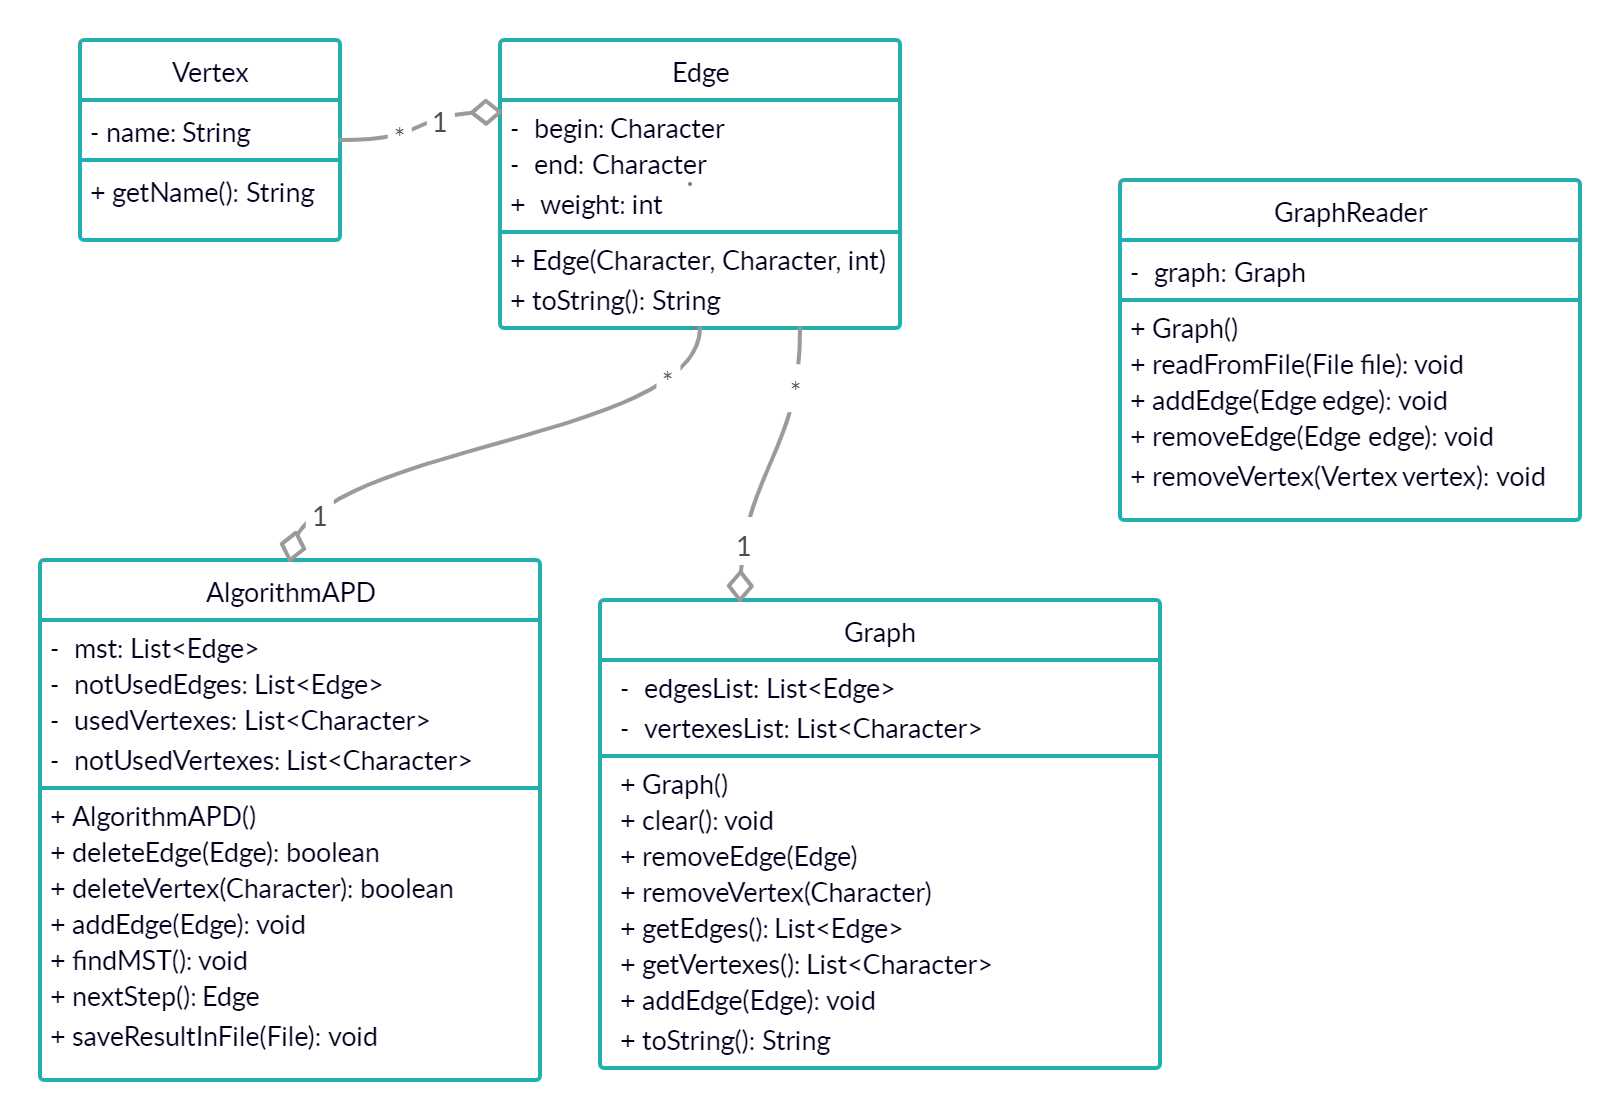 Vertex
- name: String
+ getName(): String
*
1
Edge
- begin: Character
- end: Character
+ weight: int
+ Edge(Character, Character, int)
+ toString(): String
GraphReader
- graph: Graph
+ Graph()
+ readFromFile(File file): void
+ addEdge(Edge edge): void
+ removeEdge(Edge edge): void
+ removeVertex(Vertex vertex): void
*
1
*
1
AlgorithmAPD
- mst: List<Edge>
- notUsedEdges: List<Edge>
- usedVertexes: List<Character>
- notUsedVertexes: List<Character>
+ AlgorithmAPD()
+ deleteEdge(Edge): boolean
+ deleteVertex(Character): boolean
+ addEdge(Edge): void
+ findMST(): void
+ nextStep(): Edge
+ saveResultInFile(File): void
Graph
- edgesList: List<Edge>
- vertexesList: List<Character>
+ Graph()
+ clear(): void
+ removeEdge(Edge)
+ removeVertex(Character)
+ getEdges(): List<Edge>
+ getVertexes(): List<Character>
+ addEdge(Edge): void
+ toString(): String